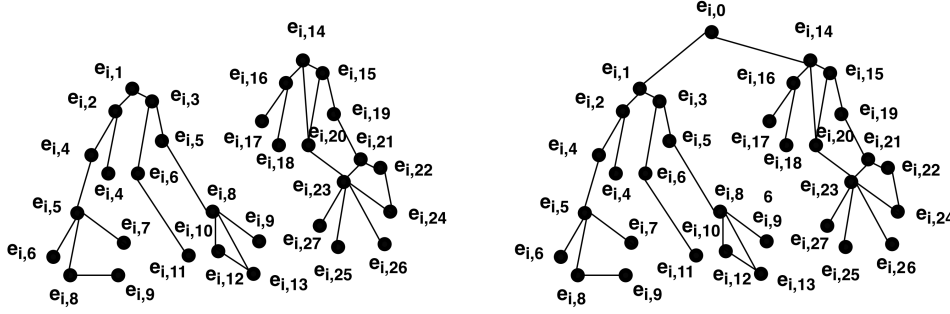 e_{i,0}
e_{i,14} e_{i,14}
e_{i,1} e_{i,16} e_{i,15} e_{i,1} e_{i,16} e_{i,15}
e_{i,2} e_{i,3} e_{i,2} e_{i,3}
e_{i,19} e_{i,19}
e_{i,17} e_{i,20} e_{i,17} e_{i,20}
e_{i,4} e_{i,5} e_{i,18} e_{i,21} e_{i,4} e_{i,5} e_{i,18} e_{i,21}
e_{i,4} e_{i,6} e_{i,23} e_{i,22} e_{i,4} e_{i,6} e_{i,23} e_{i,22}
e_{i,8} e_{i,8} 6
e_{i,5} e_{i,7} e_{i,10} e_{i,9} e_{i,24} e_{i,5} e_{i,7} e_{i,10} e_{i,9} e_{i,24}
e_{i,27} e_{i,27}
e_{i,6} e_{i,11} e_{i,12} e_{i,25} e_{i,26} e_{i,6} e_{i,11} e_{i,12} e_{i,25} e_{i,26}
e_{i,8} e_{i,9} e_{i,13} e_{i,8} e_{i,9} e_{i,13}